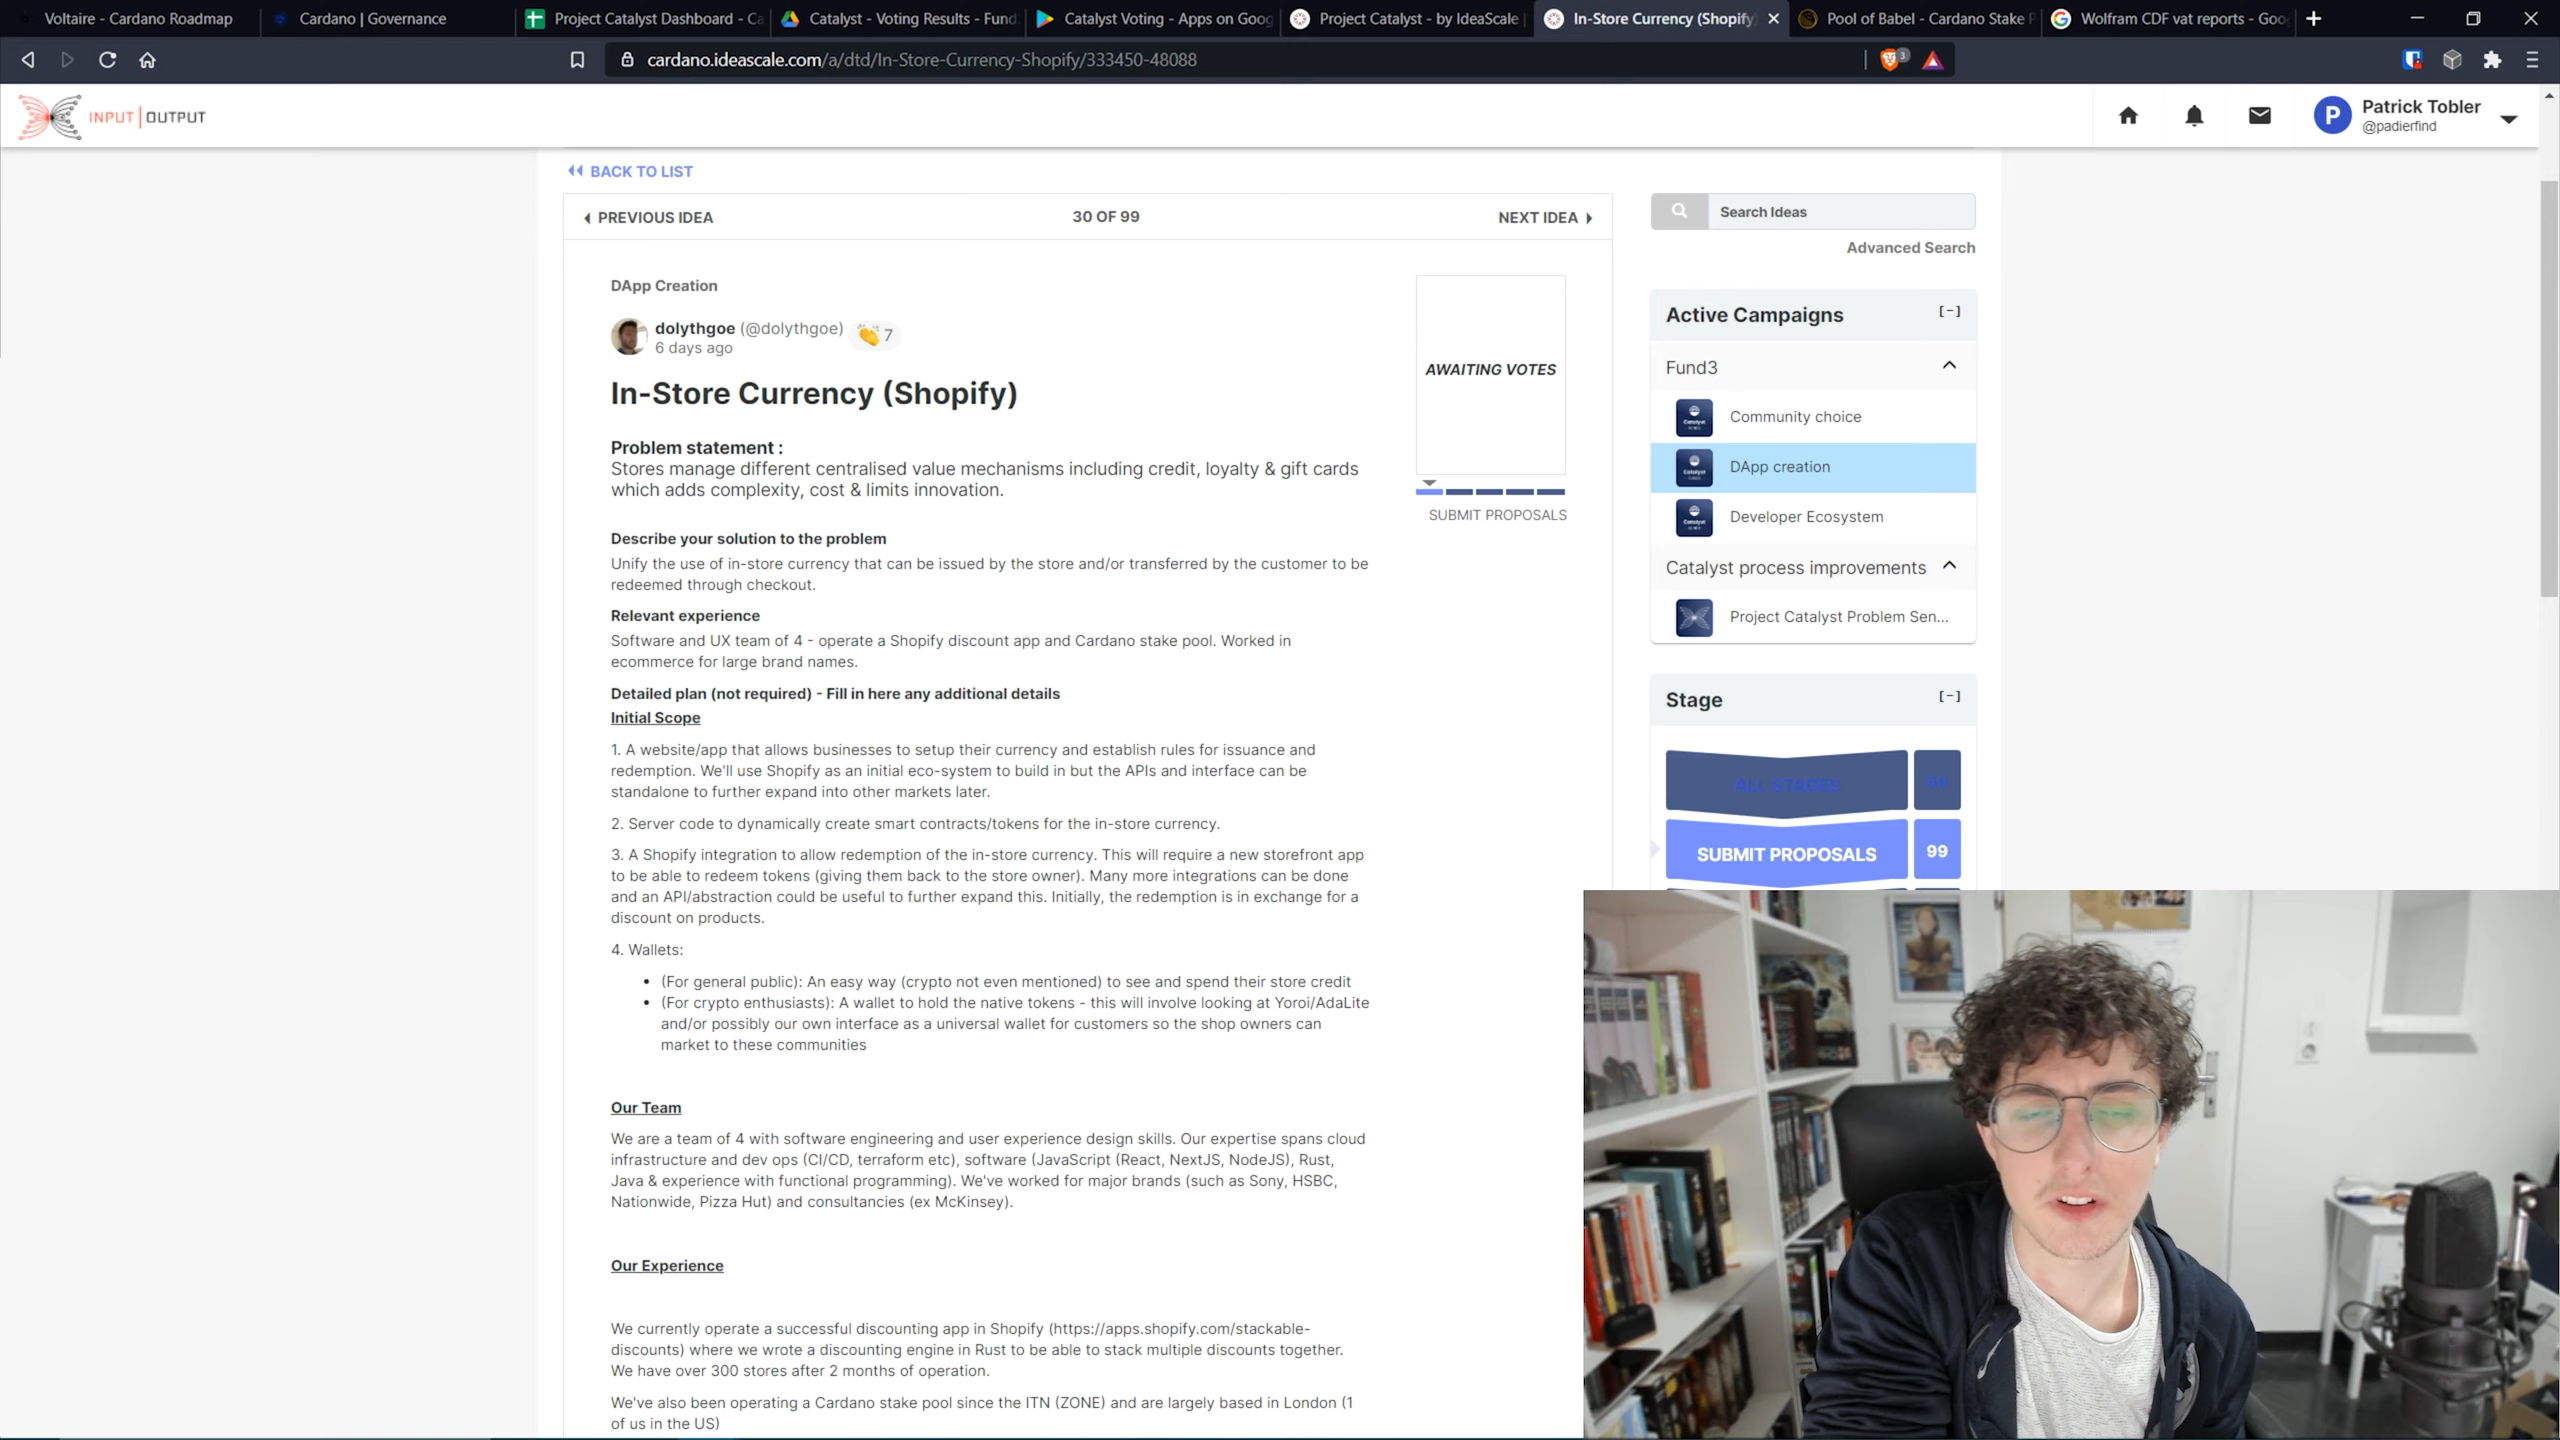 Voltaire - Cardano Roadmap
Cardano | Governance
Project Catalyst Dashboard - Ca
Catalyst - Voting Results - Fund
Catalyst Voting - Apps on Goog
Project Catalyst - by IdeaScale
In-Store Currency (Shopify)
Pool of Babel - Cardano Stake P
Wolfram CDF vat reports - Goo
cardano.ideascale.com/a/dtd/In-Store-Currency-Shopify/333450-48088
3
INPUT | OUTPUT
P
Patrick Tobler
@padierfind
BACK TO LIST
PREVIOUS IDEA
30 OF 99
NEXT IDEA
Search Ideas
Advanced Search
DApp Creation
dolythgoe (@dolythgoe)
7
6 days ago
AWAITING VOTES
SUBMIT PROPOSALS
In-Store Currency (Shopify)
Problem statement :
Stores manage different centralised value mechanisms including credit, loyalty & gift cards
which adds complexity, cost & limits innovation.
Describe your solution to the problem
Unify the use of in-store currency that can be issued by the store and/or transferred by the customer to be
redeemed through checkout.
Relevant experience
Software and UX team of 4 - operate a Shopify discount app and Cardano stake pool. Worked in
ecommerce for large brand names.
Detailed plan (not required) - Fill in here any additional details
Initial Scope
1. A website/app that allows businesses to setup their currency and establish rules for issuance and
redemption. We'll use Shopify as an initial eco-system to build in but the APIs and interface can be
standalone to further expand into other markets later.
2. Server code to dynamically create smart contracts/tokens for the in-store currency.
3. A Shopify integration to allow redemption of the in-store currency. This will require a new storefront app
to be able to redeem tokens (giving them back to the store owner). Many more integrations can be done
and an API/abstraction could be useful to further expand this. Initially, the redemption is in exchange for a
discount on products.
4. Wallets:
• (For general public): An easy way (crypto not even mentioned) to see and spend their store credit
• (For crypto enthusiasts): A wallet to hold the native tokens - this will involve looking at Yoroi/AdaLite
and/or possibly our own interface as a universal wallet for customers so the shop owners can
market to these communities
Our Team
We are a team of 4 with software engineering and user experience design skills. Our expertise spans cloud
infrastructure and dev ops (CI/CD, terraform etc), software (JavaScript (React, NextJS, NodeJS), Rust,
Java & experience with functional programming). We've worked for major brands (such as Sony, HSBC,
Nationwide, Pizza Hut) and consultancies (ex McKinsey).
Our Experience
We currently operate a successful discounting app in Shopify (https://apps.shopify.com/stackable-
discounts) where we wrote a discounting engine in Rust to be able to stack multiple discounts together.
We have over 300 stores after 2 months of operation.
We've also been operating a Cardano stake pool since the ITN (ZONE) and are largely based in London (1
of us in the US)
Active Campaigns
[-]
Fund3
Community choice
DApp creation
Developer Ecosystem
Catalyst process improvements
Project Catalyst Problem Sen...
Stage
[-]
ALL STAGES
99
SUBMIT PROPOSALS
99